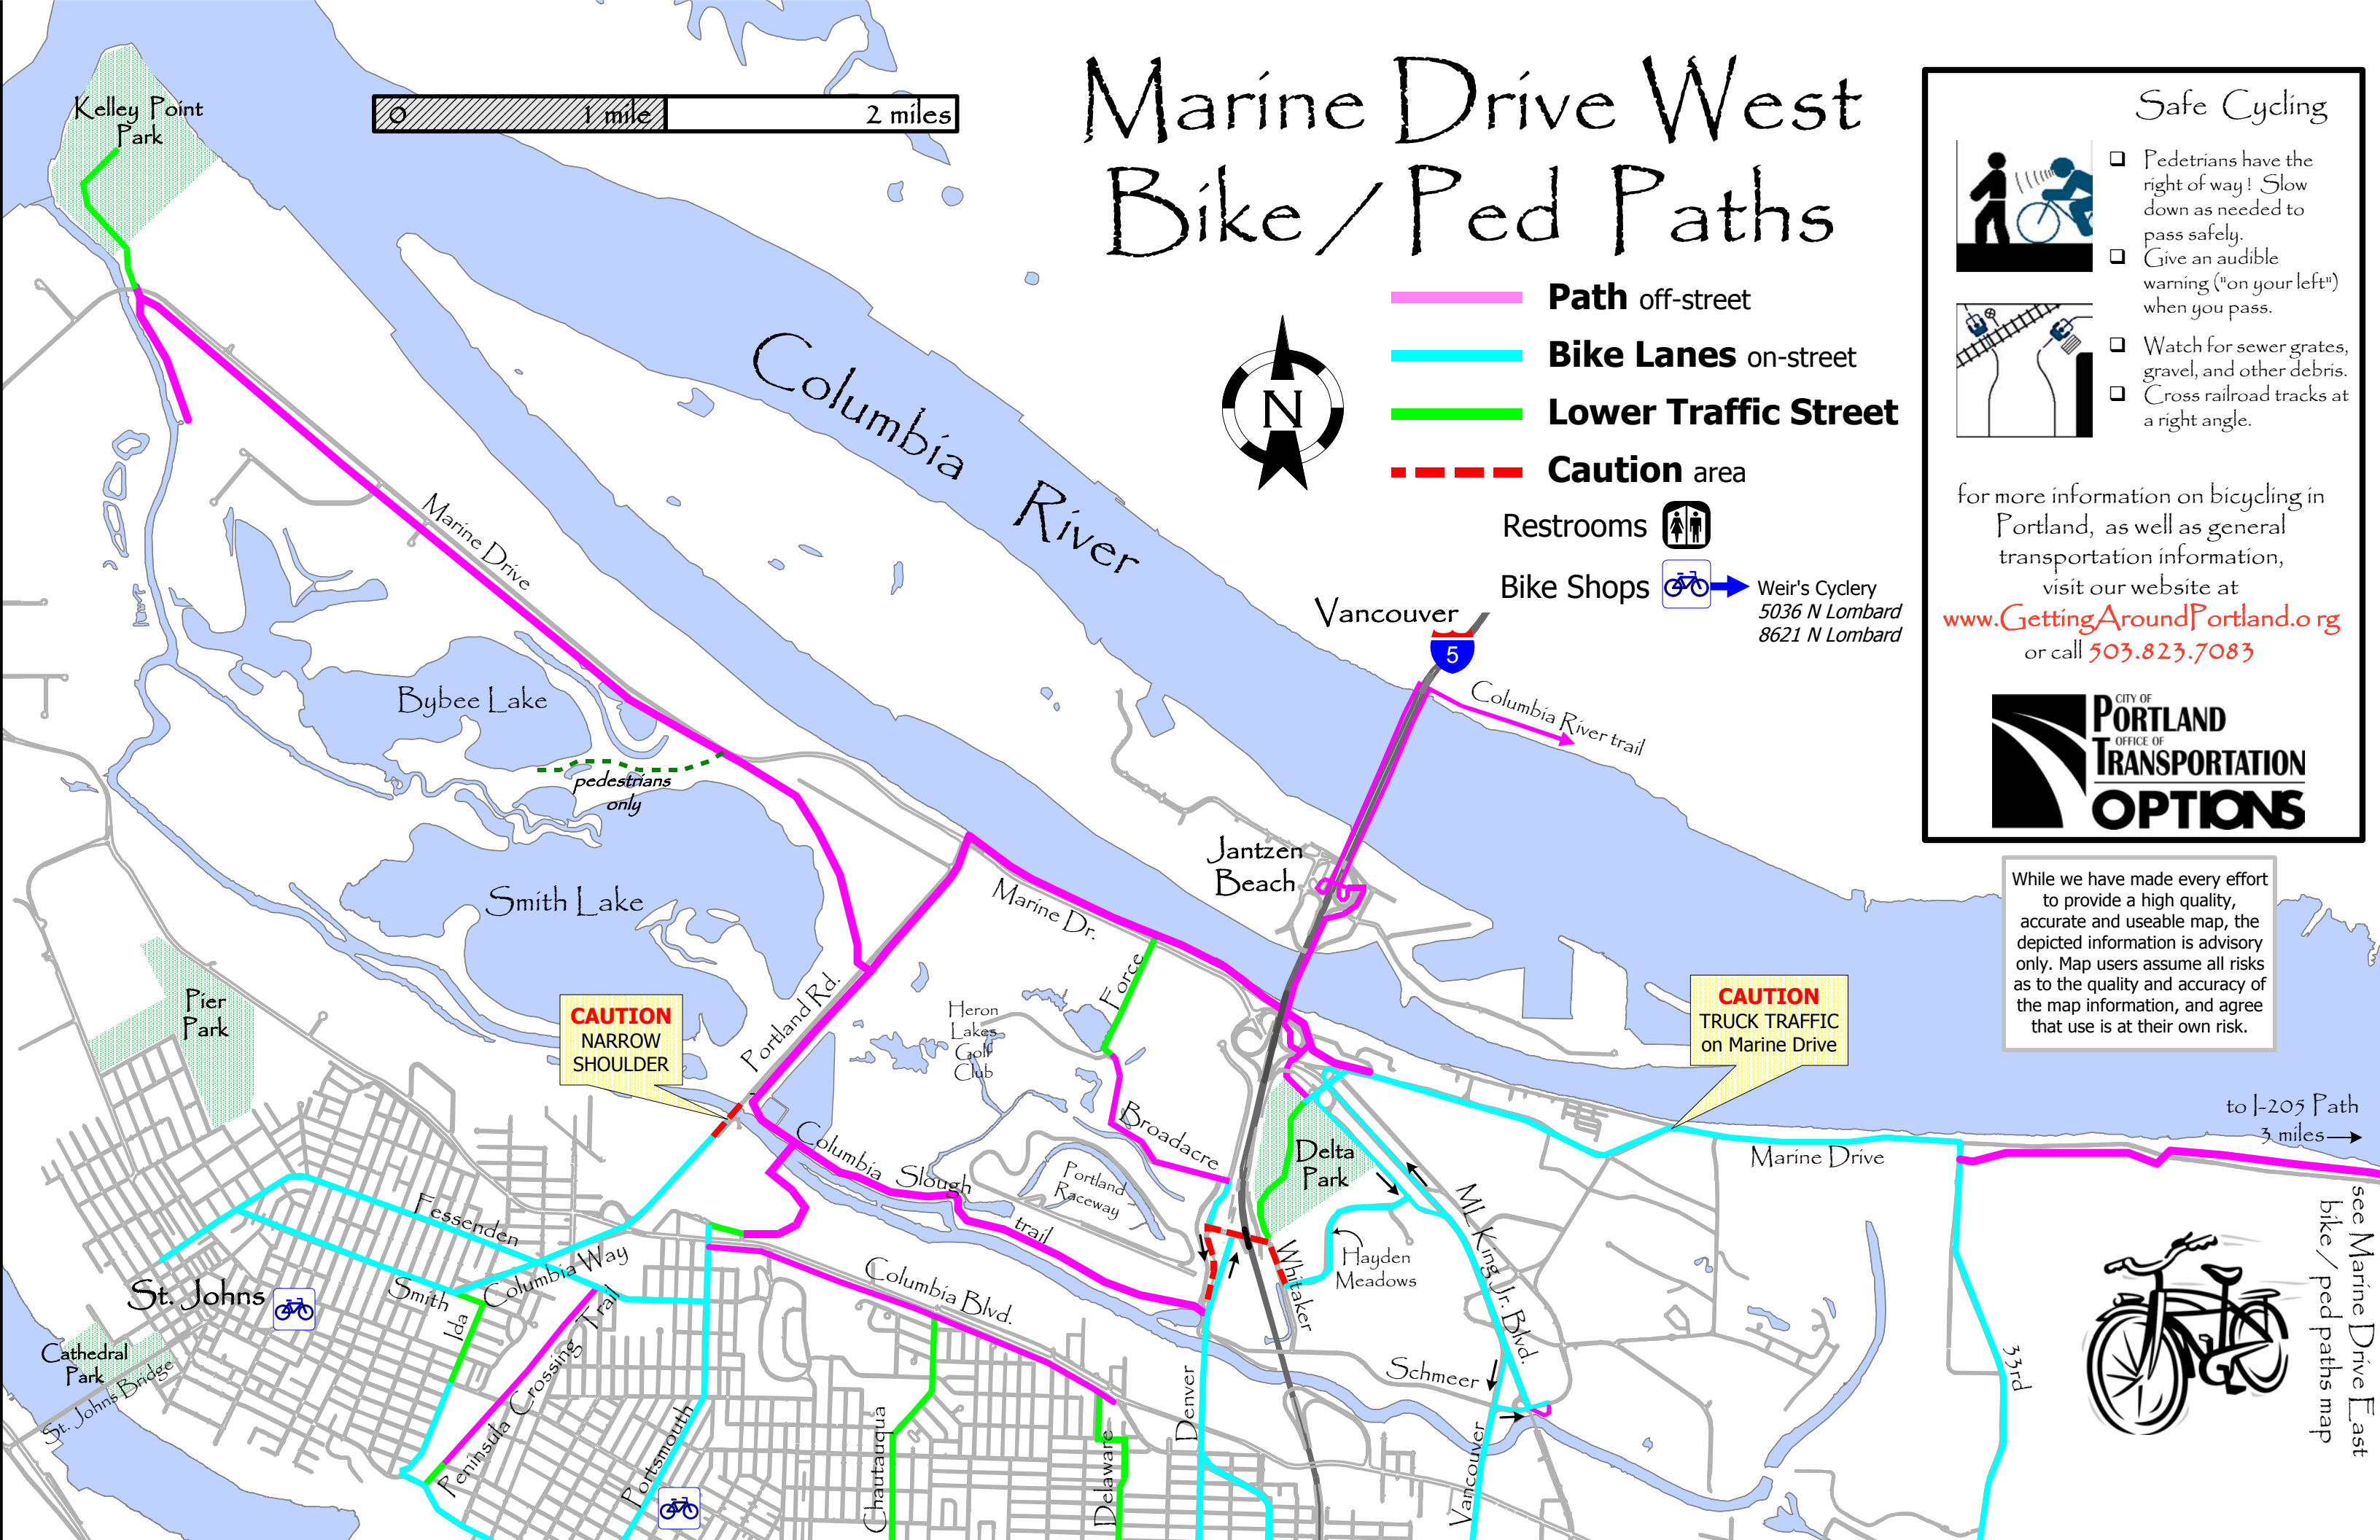 Marine Drive West
Bike / Ped Paths
0 1 mile 2 miles
Path off-street
Bike Lanes on-street
Lower Traffic Street
Caution area
Restrooms
Bike Shops
Weir's Cyclery
5036 N Lombard
8621 N Lombard
N
Safe Cycling
Pedetrians have the
right of way ! Slow
down as needed to
pass safely.
Give an audible
warning ("on your left")
when you pass.
Watch for sewer grates,
gravel, and other debris.
Cross railroad tracks at
a right angle.
for more information on bicycling in
Portland, as well as general
transportation information,
visit our website at
www.GettingAroundPortland.o rg
or call 503.823.7083
CITY OF
PORTLAND
OFFICE OF
TRANSPORTATION
OPTIONS
While we have made every effort
to provide a high quality,
accurate and useable map, the
depicted information is advisory
only. Map users assume all risks
as to the quality and accuracy of
the map information, and agree
that use is at their own risk.
Kelley Point
Park
Columbia River
Marine Drive
Vancouver
5
Columbia River trail
Bybee Lake
pedestrians
only
Smith Lake
Jantzen
Beach
Marine Dr.
Force
Portland Rd.
Heron
Lakes
Golf
Club
Pier
Park
CAUTION
NARROW
SHOULDER
CAUTION
TRUCK TRAFFIC
on Marine Drive
to I-205 Path
3 miles
Marine Drive
see Marine Drive East
bike / ped paths map
Columbia Slough trail
Broadacre
Portland
Raceway
Delta
Park
ML King Jr. Blvd.
Hayden
Meadows
Whitaker
Fessenden
Columbia Way
Smith
St. Johns
Ida
Columbia Blvd.
Cathedral
Park
St. Johns Bridge
Peninsula Crossing Trail
Portsmouth
Chautauqua
Delaware
Denver
Schmeer
Vancouver
33rd